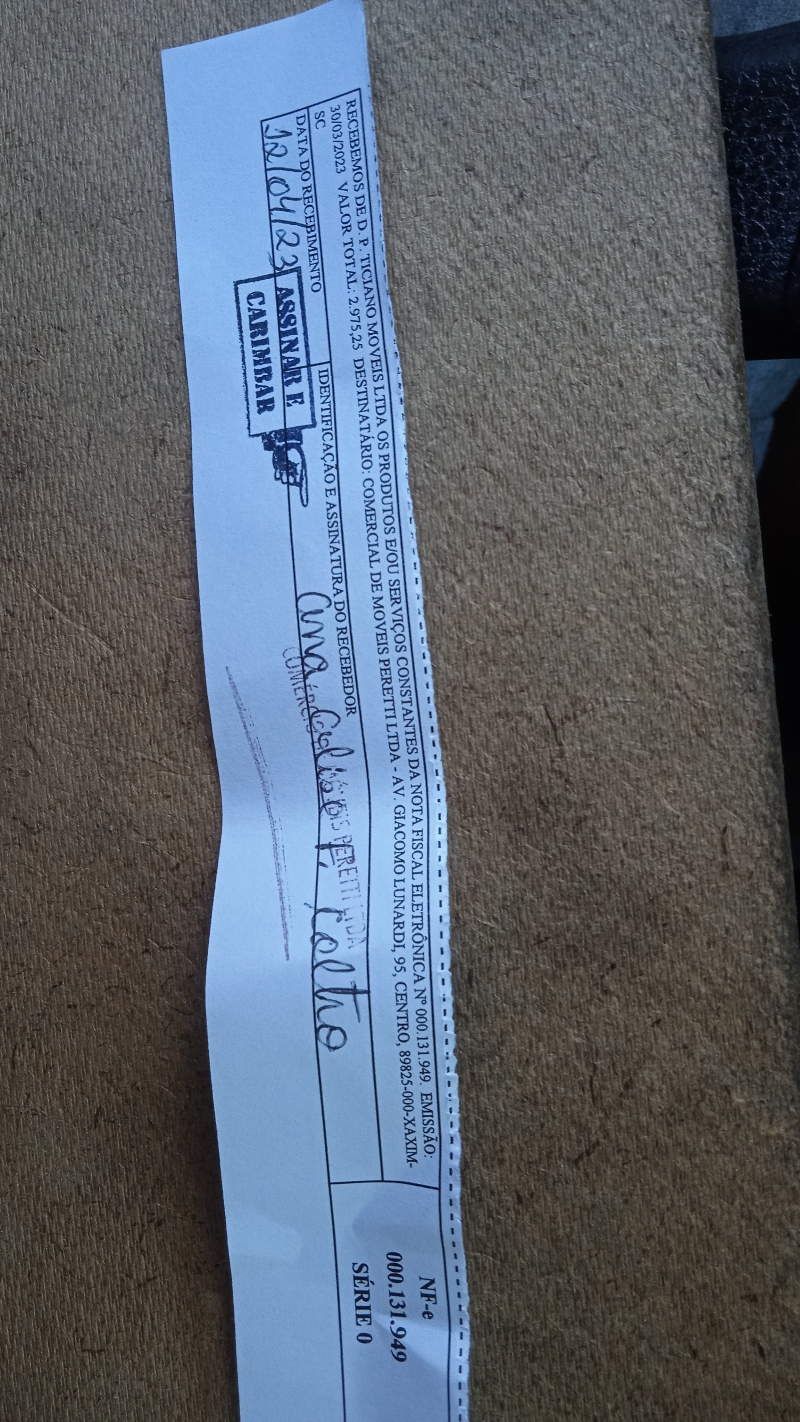 RECEBEMOS DE D. P. TICIANO MOVEIS LTDA OS PRODUTOS E/OU SERVIÇOS CONSTANTES DA NOTA FISCAL ELETRÔNICA Nº 000.131.949. EMISSÃO:
30/03/2023 VALOR TOTAL: 2.975,25 DESTINATÁRIO: COMERCIAL DE MOVEIS PERETTI LTDA - AV. GIACOMO LUNARDI, 95, CENTRO, 89825-000-XAXIM-
SC
DATA DO RECEBIMENTO
12/04/23
IDENTIFICAÇÃO E ASSINATURA DO RECEBEDOR
Ana
PERETTI LTDA
ASSINAR E
CARIMBAR
NF-e
000.131.949
SÉRIE 0